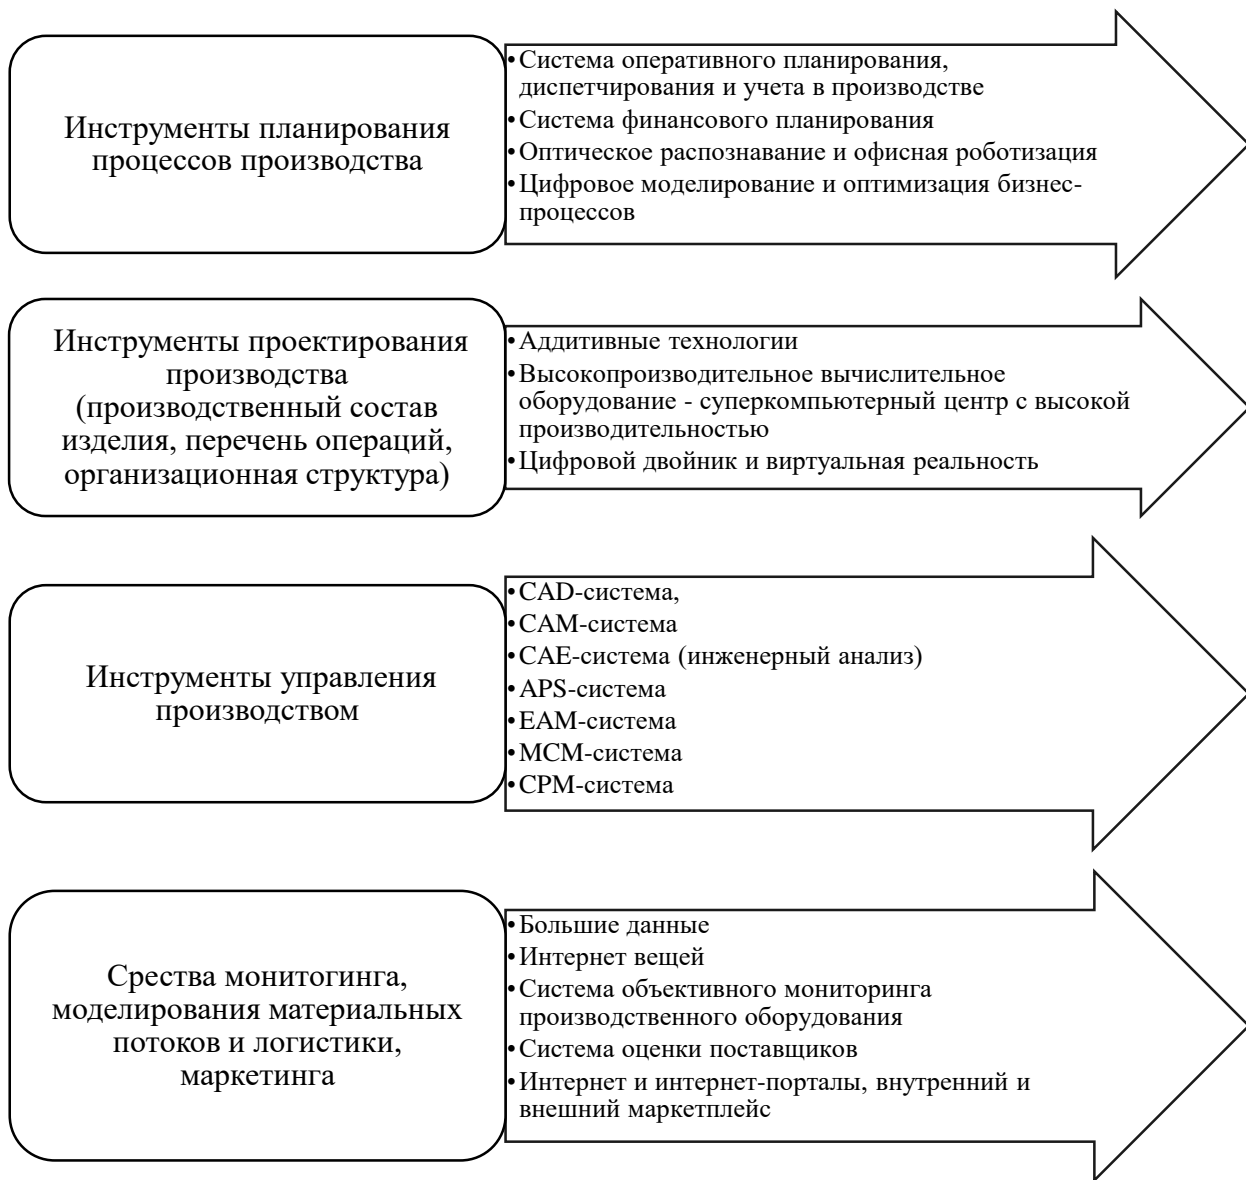 Инструменты планирования
процессов производства
•Система оперативного планирования,
диспетчирования и учета в производстве
•Система финансового планирования
•Оптическое распознавание и офисная роботизация
•Цифровое моделирование и оптимизация бизнес-
процессов
Инструменты проектирования
производства
(производственный состав
изделия, перечень операций,
организационная структура)
•Аддитивные технологии
•Высокопроизводительное вычислительное
оборудование - суперкомпьютерный центр с высокой
производительностью
•Цифровой двойник и виртуальная реальность
Инструменты управления
производством
•CAD-система,
•CAM-система
•CAE-система (инженерный анализ)
•APS-система
•EAM-система
•MCM-система
•CPM-система
Срества монитогинга,
моделирования материальных
потоков и логистики,
маркетинга
•Большие данные
•Интернет вещей
•Система объективного мониторинга
производственного оборудования
•Система оценки поставщиков
•Интернет и интернет-порталы, внутренний и
внешний маркетплейс